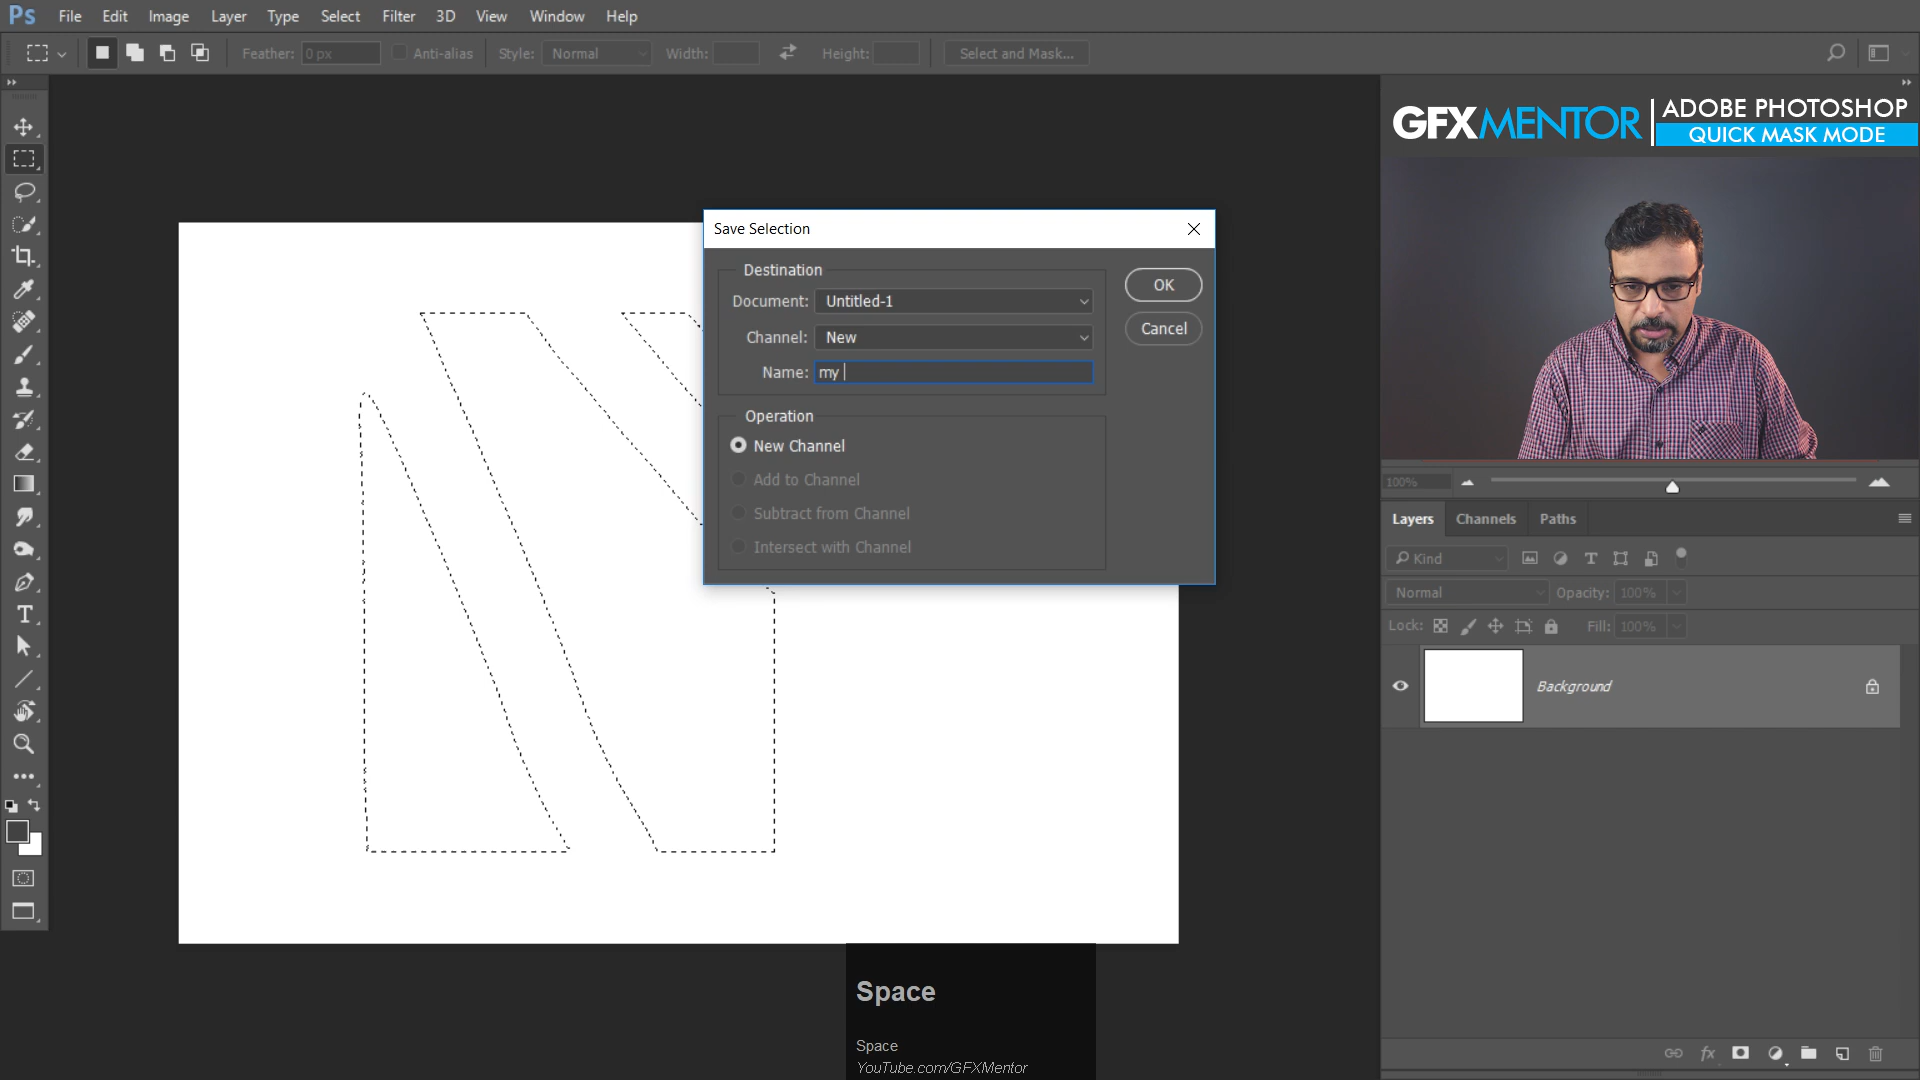 Ps File Edit Image Layer Type Select Filter 3D View Window Help
Feather: 0 px Anti-alias Style: Normal Width: Height: Select and Mask...
GFXMENTOR ADOBE PHOTOSHOP
QUICK MASK MODE
Save Selection
Destination
Document: Untitled-1
Channel: New
Name: my
OK
Cancel
Operation
New Channel
Add to Channel
Subtract from Channel
Intersect with Channel
100%
Layers Channels Paths
Kind
Normal Opacity: 100%
Lock: Fill: 100%
Background
fx
Space
Space
YouTube.com/GFXMentor